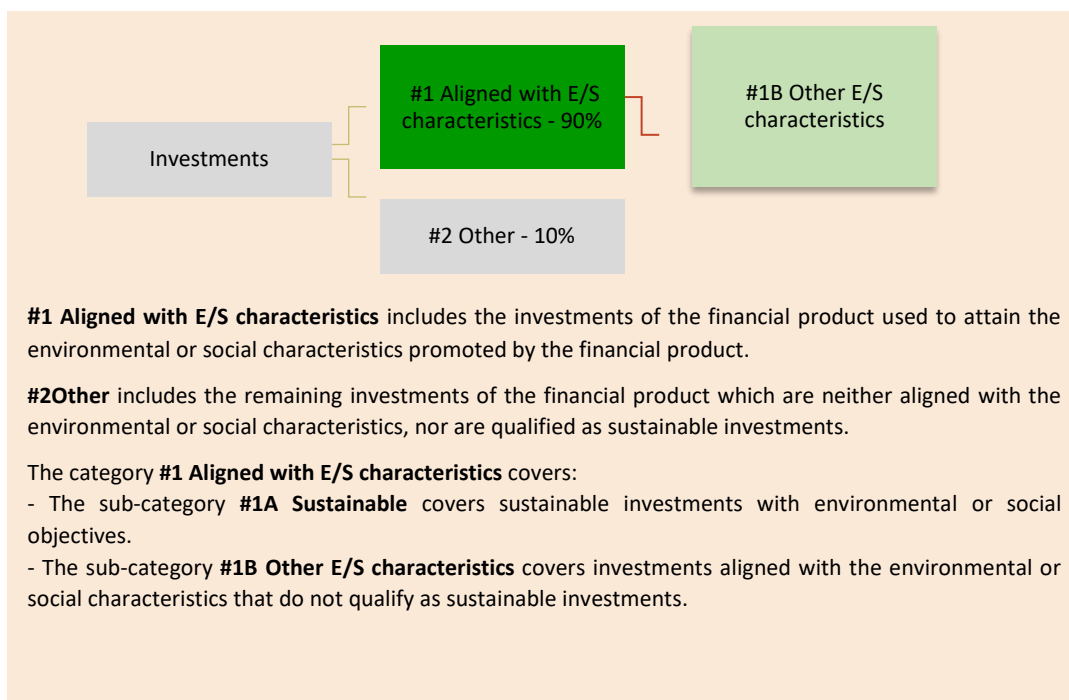 #1 Aligned with E/S
characteristics - 90%
#1B Other E/S
characteristics
Investments
#2 Other - 10%
#1 Aligned with E/S characteristics includes the investments of the financial product used to attain the
environmental or social characteristics promoted by the financial product.
#2Other includes the remaining investments of the financial product which are neither aligned with the
environmental or social characteristics, nor are qualified as sustainable investments.
The category #1 Aligned with E/S characteristics covers:
- The sub-category #1A Sustainable covers sustainable investments with environmental or social
objectives.
- The sub-category #1B Other E/S characteristics covers investments aligned with the environmental or
social characteristics that do not qualify as sustainable investments.